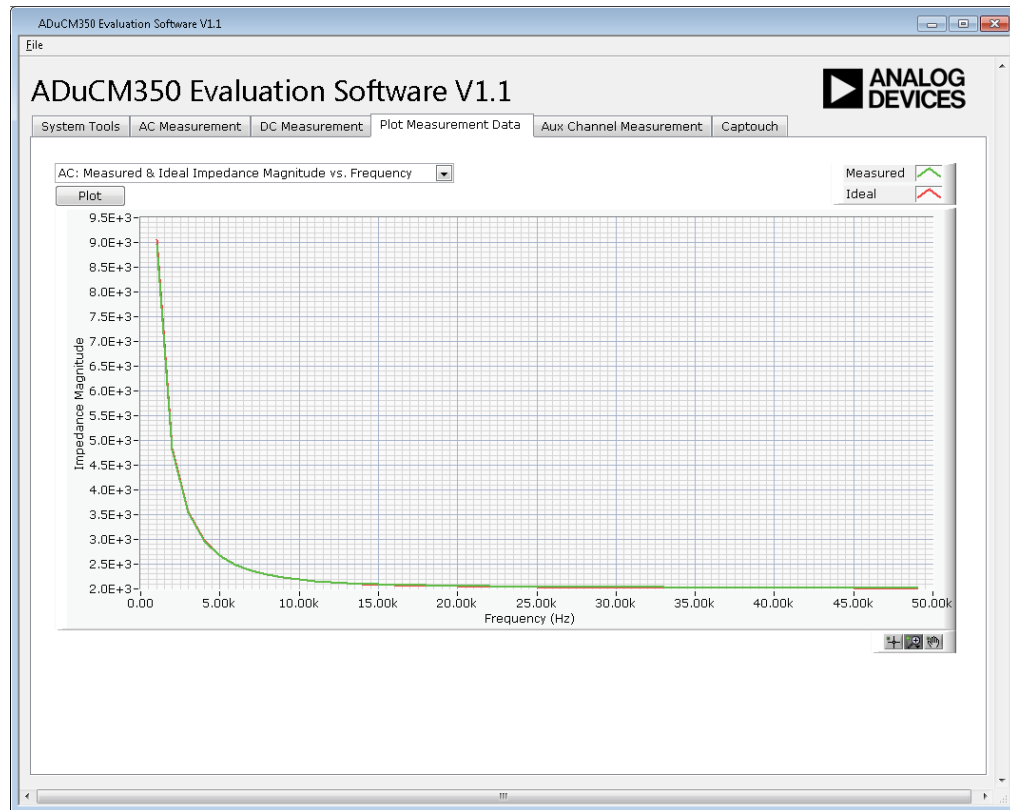 ADuCM350 Evaluation Software V1.1
File
ADuCM350 Evaluation Software V1.1
ANALOG
DEVICES
System Tools
AC Measurement
DC Measurement
Plot Measurement Data
Aux Channel Measurement
Captouch
AC: Measured & Ideal Impedance Magnitude vs. Frequency
Plot
Measured
Ideal
Impedance Magnitude
9.5E+3
9.0E+3
8.5E+3
8.0E+3
7.5E+3
7.0E+3
6.5E+3
6.0E+3
5.5E+3
5.0E+3
4.5E+3
4.0E+3
3.5E+3
3.0E+3
2.5E+3
2.0E+3
0.00 5.00k 10.00k 15.00k 20.00k 25.00k 30.00k 35.00k 40.00k 45.00k 50.00k
Frequency (Hz)